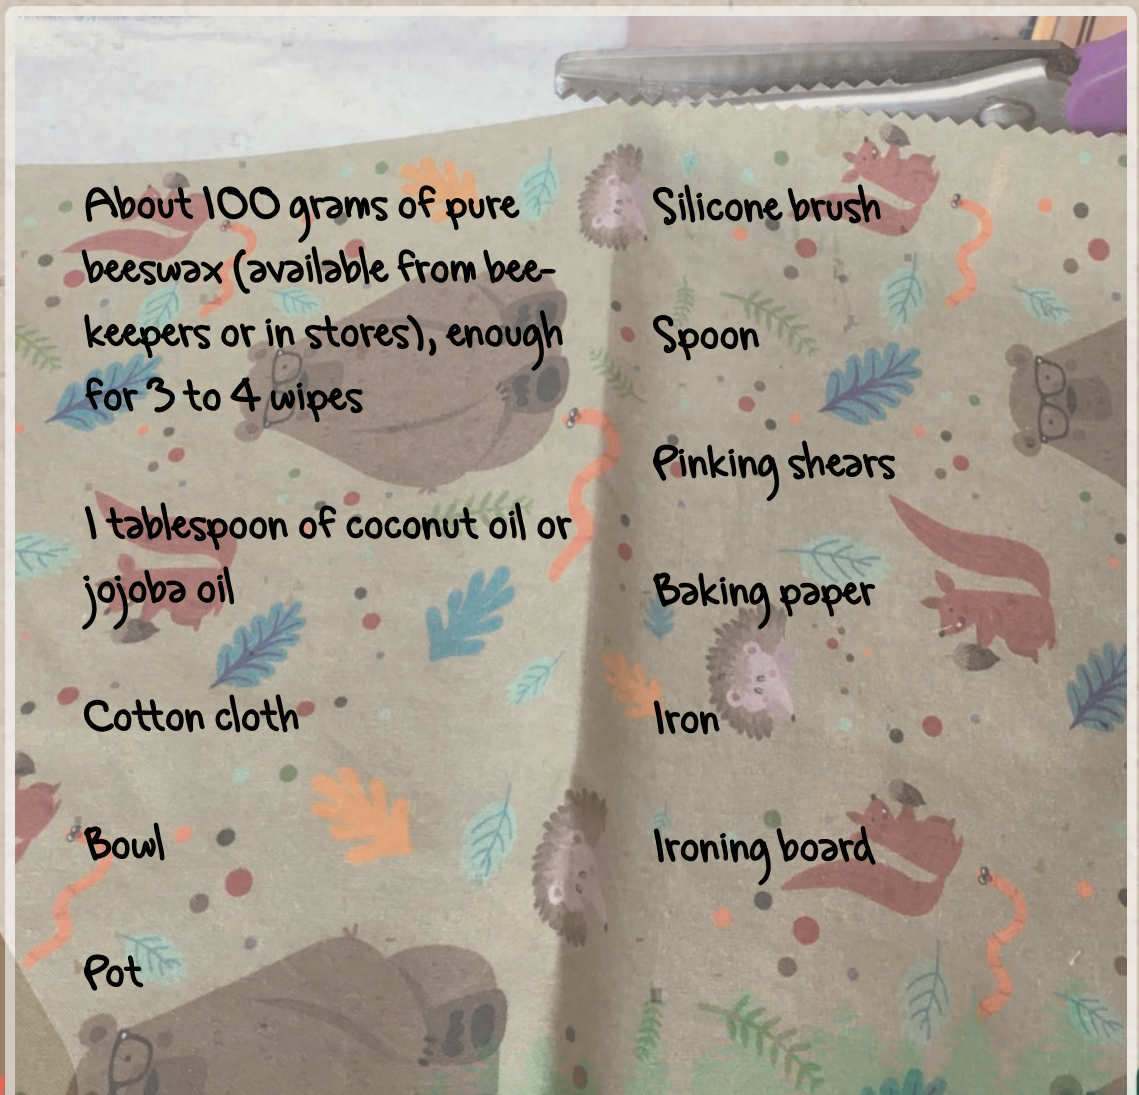 About 100 grams of pure
beeswax (available from bee-
keepers or in stores), enough
for 3 to 4 wipes
1 tablespoon of coconut oil or
jojoba oil
Cotton cloth
Bowl
Pot
Silicone brush
Spoon
Pinking shears
Baking paper
Iron
Ironing board